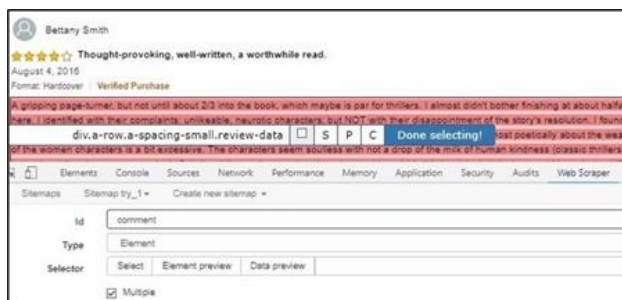 Bettany Smith
Thought-provoking, well-written, a worthwhile read.
August 4, 2016
Format: Hardcover Verified Purchase
A gripping page-turner, but not until about 2/3 into the book, which maybe is par for thrillers. I almost didn't bother finishing at about halfw
here. I identified with their complaints: unlikeable, neurotic characters, but NOT with their disappointment of the story's resolution. I found
div.a-row.a-spacing-small.review-data S P C Done selecting! ost poetically about the wea
of the women characters is a bit excessive. The characters seem soulless with not a drop of the milk of human kindness (classic thrillers
Elements Console Sources Network Performance Memory Application Security Audits Web Scraper
Sitemaps Sitemap try_1 Create new sitemap
Id comment
Type Element
Selector Select Element preview Data preview
Multiple